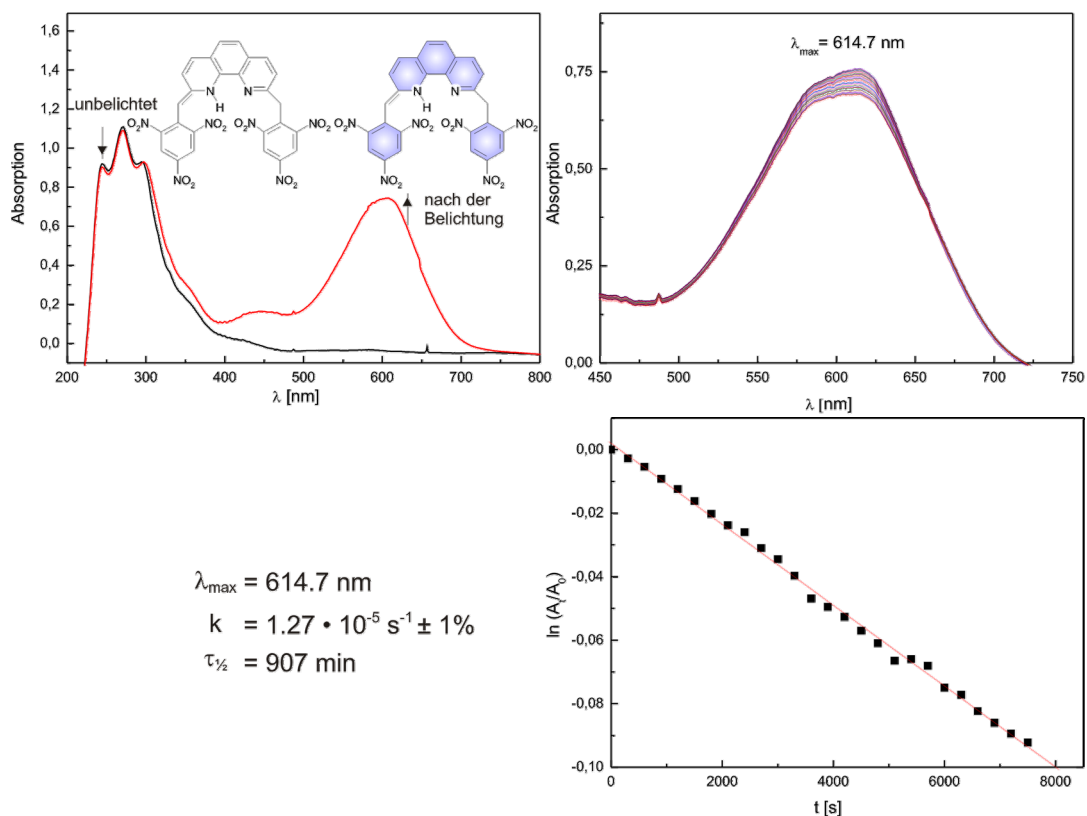 1,6
1,4
1,2
1,0
0,8
0,6
0,4
0,2
0,0
Absorption
200 300 400 500 600 700 800
λ [nm]
unbelichtet
N N
H
O₂N NO₂ O₂N NO₂
NO₂ NO₂
N N
H
O₂N NO₂ O₂N NO₂
NO₂ NO₂
nach der
Belichtung
λmax = 614.7 nm
0,75
0,50
0,25
0,00
Absorption
450 500 550 600 650 700 750
λ [nm]
λmax = 614.7 nm
k = 1.27 • 10⁻⁵ s⁻¹ ± 1%
τ½ = 907 min
0,00
-0,02
-0,04
-0,06
-0,08
-0,10
ln (Aₜ/A₀)
0 2000 4000 6000 8000
t [s]